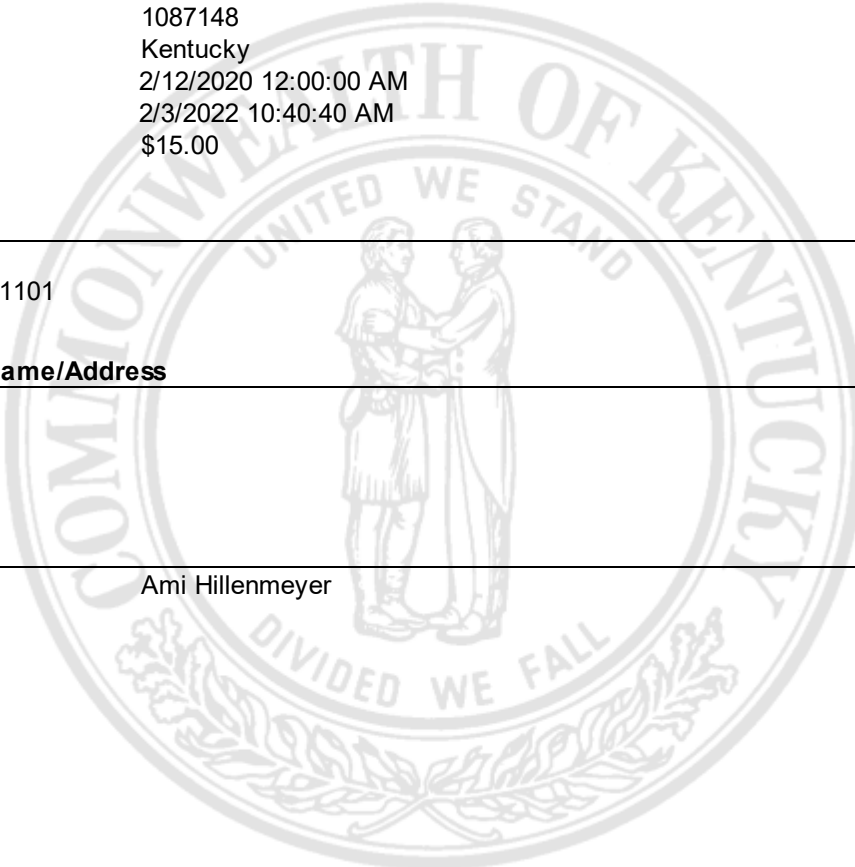 1087148
Kentucky
2/12/2020 12:00:00 AM
2/3/2022 10:40:40 AM
$15.00
COMMONWEALTH OF KENTUCKY
UNITED WE STAND
1101
ame/Address
Ami Hillenmeyer
DIVIDED WE FALL